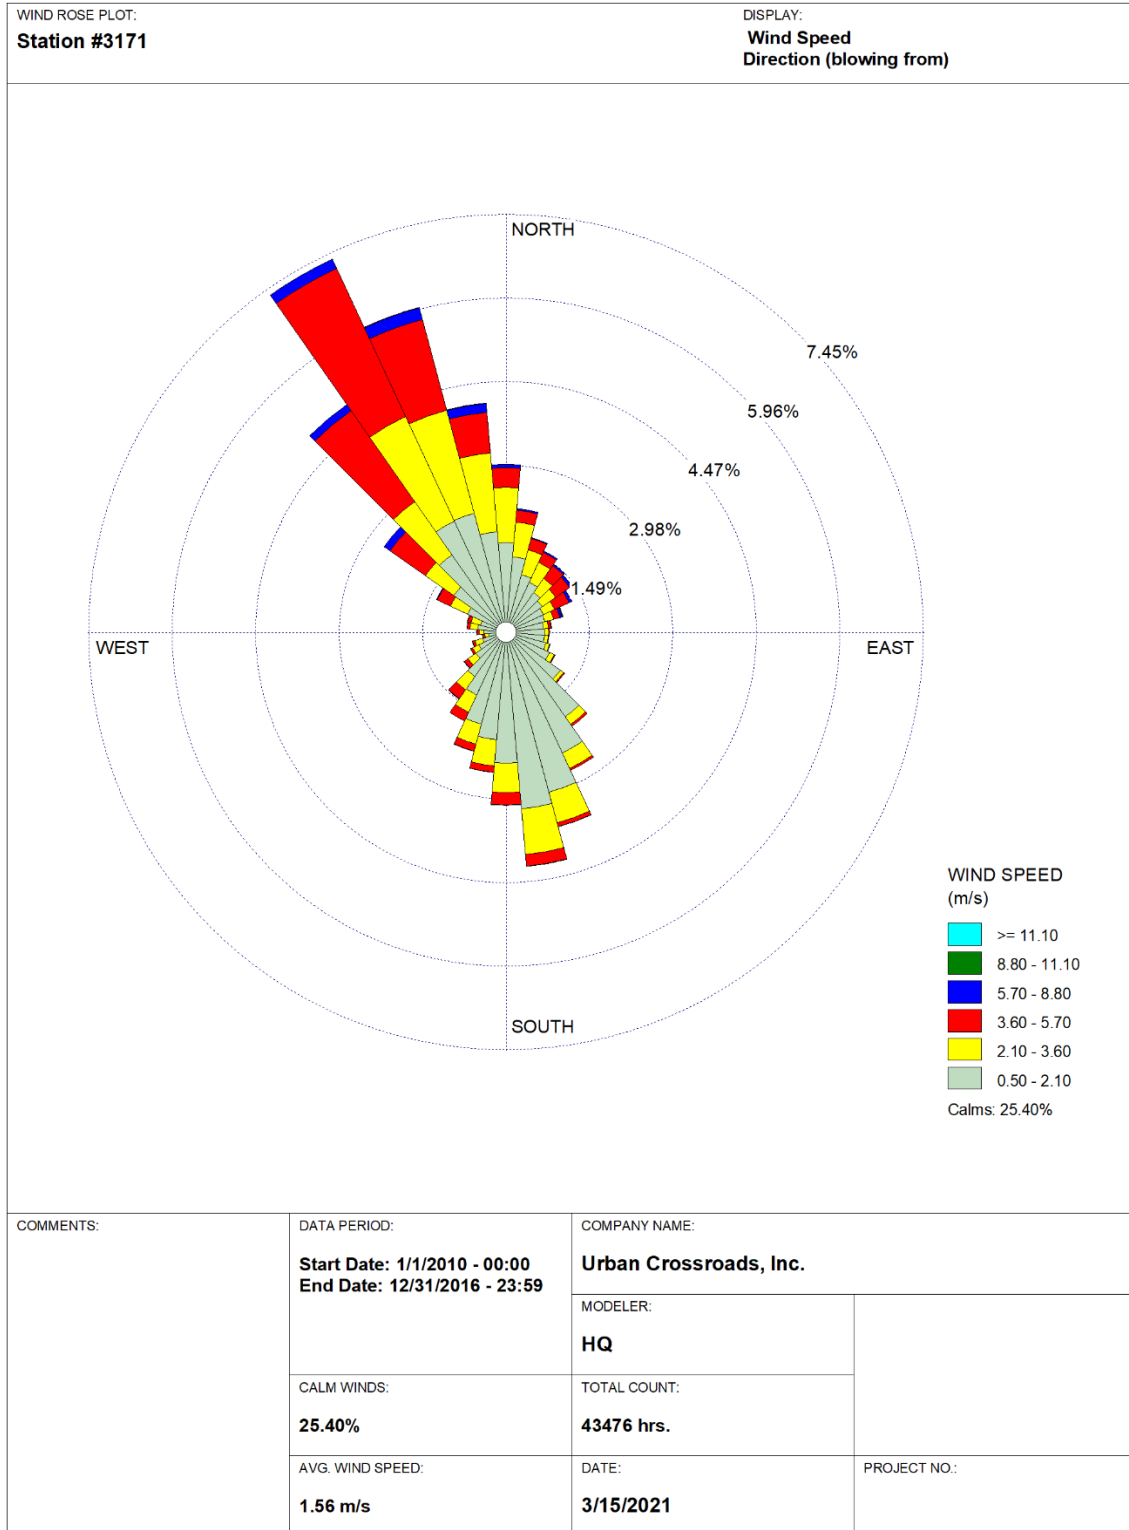 WIND ROSE PLOT:
Station #3171
DISPLAY:
Wind Speed
Direction (blowing from)
NORTH
7.45%
5.96%
4.47%
2.98%
1.49%
WEST
EAST
SOUTH
WIND SPEED
(m/s)
>= 11.10
8.80 - 11.10
5.70 - 8.80
3.60 - 5.70
2.10 - 3.60
0.50 - 2.10
Calms: 25.40%
COMMENTS:
DATA PERIOD:
Start Date: 1/1/2010 - 00:00
End Date: 12/31/2016 - 23:59
COMPANY NAME:
Urban Crossroads, Inc.
MODELER:
HQ
CALM WINDS:
25.40%
TOTAL COUNT:
43476 hrs.
AVG. WIND SPEED:
1.56 m/s
DATE:
3/15/2021
PROJECT NO.: